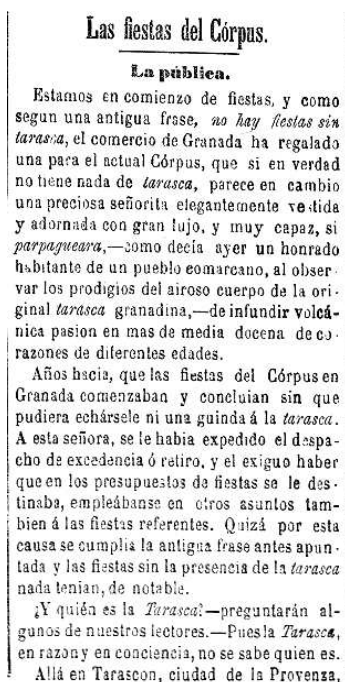 Las fiestas del Córpus.
La pública.
Estamos en comienzo de fiestas, y como
segun una antigua frase, no hay fiestas sin
tarasca, el comercio de Granada ha regalado
una para el actual Córpus, que si en verdad
no tiene nada de tarasca, parece en cambio
una preciosa señorita elegantemente vestida
y adornada con gran lujo, y muy capaz, si
parpagueara,—como decía ayer un honrado
habitante de un pueblo comarcano, al obser
var los prodigios del airoso cuerpo de la ori-
ginal tarasca granadina,—de infundir volcá-
nica pasion en mas de media docena de co-
razones de diferentes edades.
Años hacia, que las fiestas del Córpus en
Granada comenzaban y concluian sin que
pudiera echársele ni una guinda á la tarasca.
A esta señora, se le habia expedido el despa-
cho de excedencia ó retiro, y el exiguo haber
que en los presupuestos de fiestas se le des-
tinaba, empleábanse en otros asuntos tam-
bien á las fiestas referentes. Quizá por esta
causa se cumplia la antigua frase antes apun-
tada y las fiestas sin la presencia de la tarasca
nada tenian, de notable.
¿Y quién es la Tarasca?—preguntarán al-
gunos de nuestros lectores.—Pues la Tarasca,
en razon y en conciencia, no se sabe quien es.
Allá en Tarascon, ciudad de la Provenza,